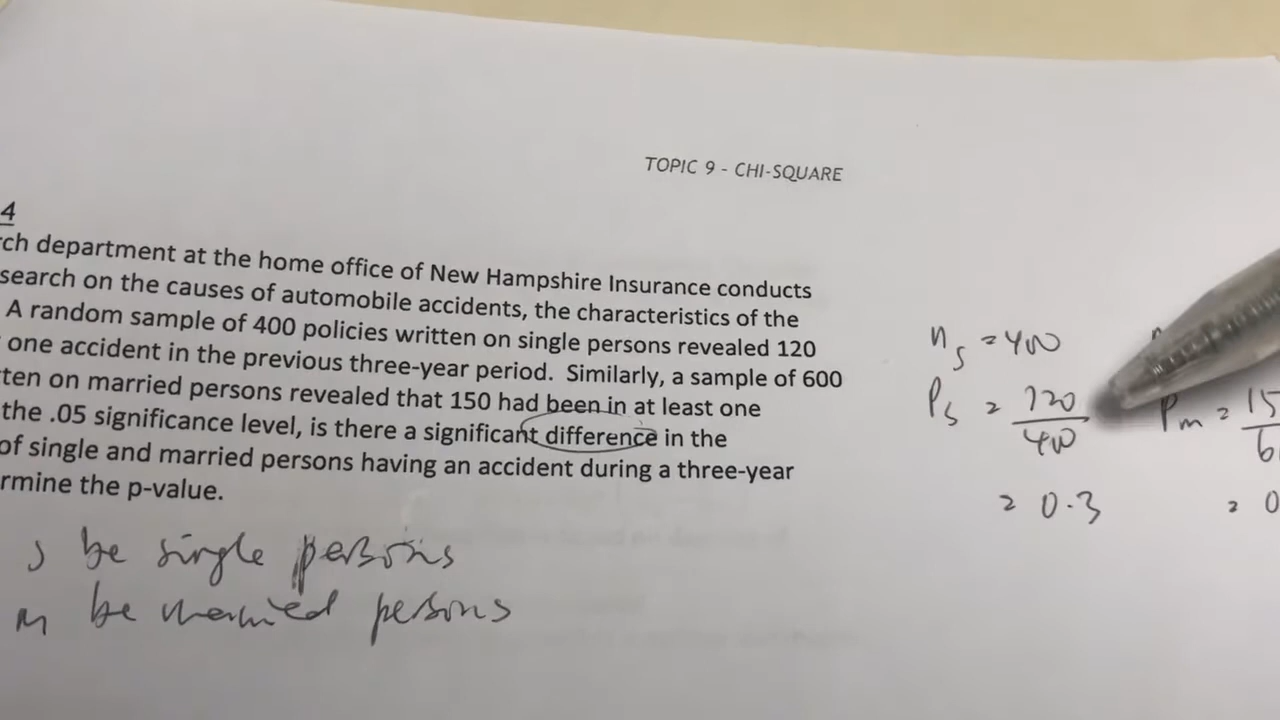 TOPIC 9 - CHI-SQUARE
4
rch department at the home office of New Hampshire Insurance conducts
search on the causes of automobile accidents, the characteristics of the
A random sample of 400 policies written on single persons revealed 120
one accident in the previous three-year period. Similarly, a sample of 600
ten on married persons revealed that 150 had been in at least one
the .05 significance level, is there a significant difference in the
of single and married persons having an accident during a three-year
rmine the p-value.
s be single persons
m be married persons
n_s = 400
P_s = 120/400
= 0.3
P_m = 15/6
= 0